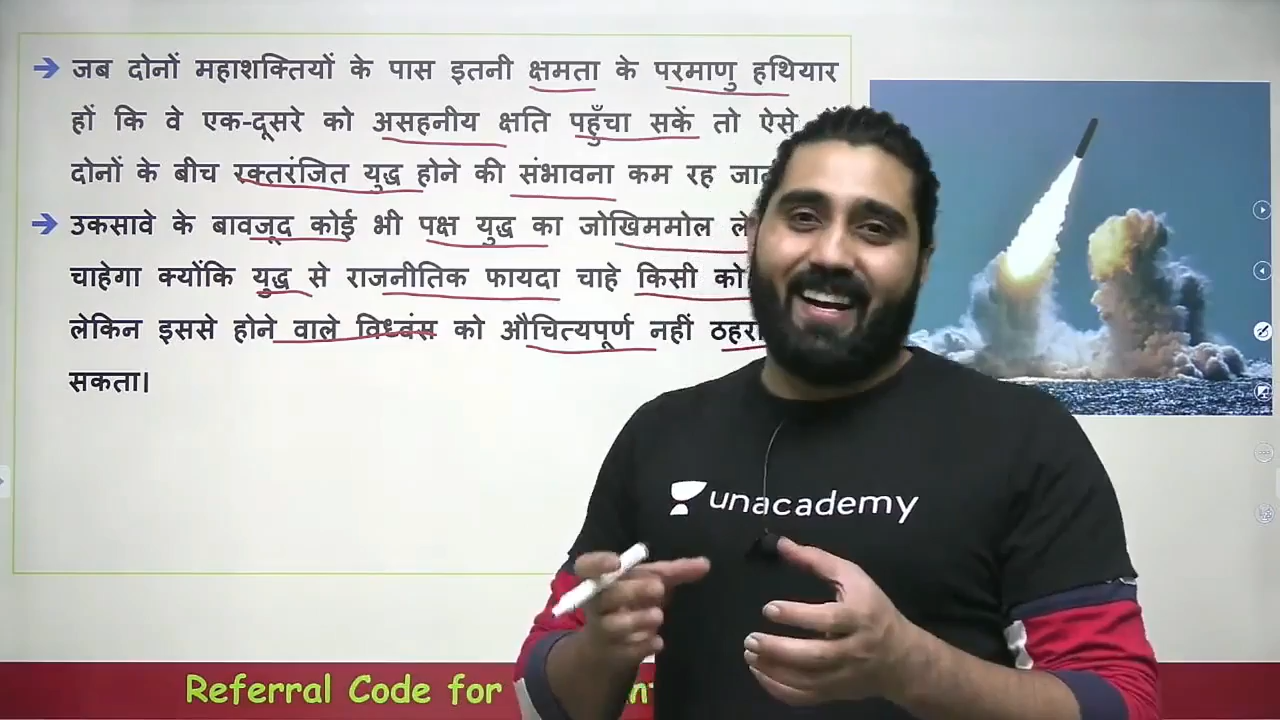 जब दोनों महाशक्तियों के पास इतनी क्षमता के परमाणु हथियार
हों कि वे एक-दूसरे को असहनीय क्षति पहुँचा सकें तो ऐसे
दोनों के बीच रक्तरंजित युद्ध होने की संभावना कम रह
उकसावे के बावजूद कोई भी पक्ष युद्ध का जोखिममोल
चाहेगा क्योंकि युद्ध से राजनीतिक फायदा चाहे किसी को
लेकिन इससे होने वाले विध्वंस को औचित्यपूर्ण नहीं
सकता।
unacademy
Referral Code for